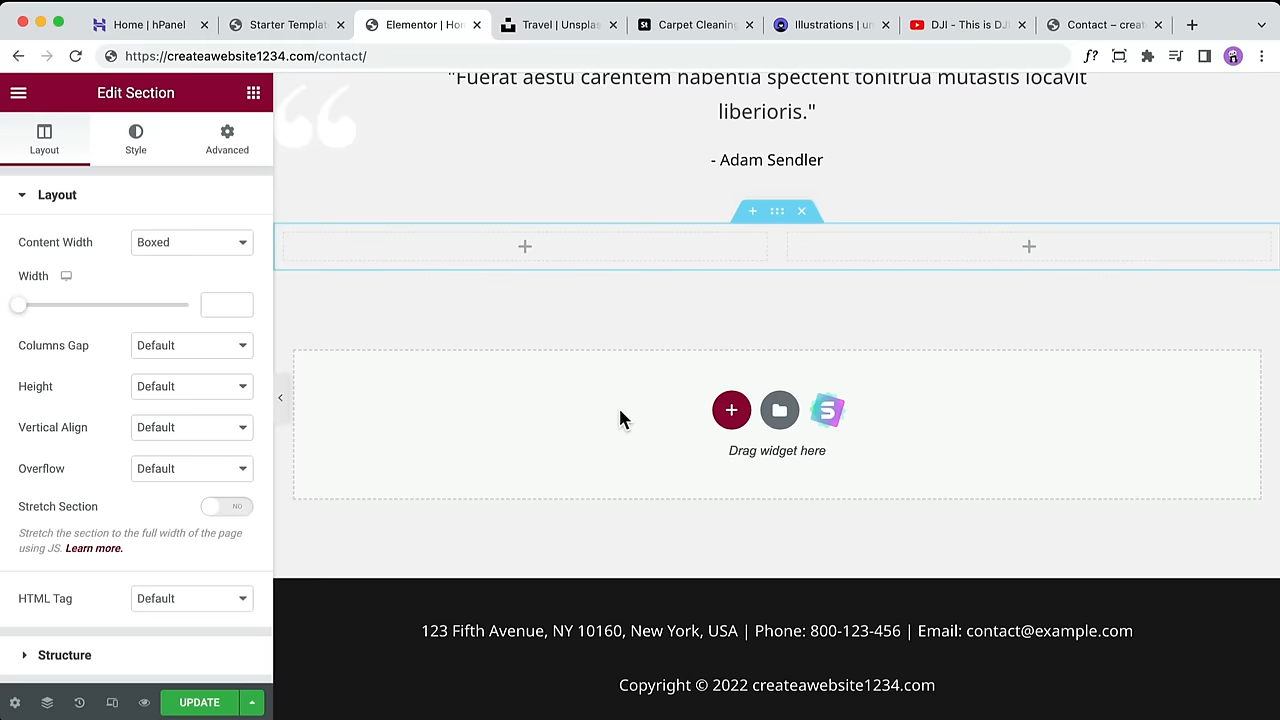 Home | hPanel
Starter Templat
Elementor | Hon
Travel | Unspla
Carpet Cleaning
Illustrations | un
DJI - This is DJ
Contact – creat
https://createawebsite1234.com/contact/
f?
Edit Section
Layout
Style
Advanced
Layout
Content Width
Boxed
Width
Columns Gap
Default
Height
Default
Vertical Align
Default
Overflow
Default
Stretch Section
NO
Stretch the section to the full width of the page
using JS. Learn more.
HTML Tag
Default
Structure
UPDATE
"Fuerat aestu carentem habentia spectent tonitrua mutastis locavit
liberioris."
- Adam Sendler
Drag widget here
123 Fifth Avenue, NY 10160, New York, USA | Phone: 800-123-456 | Email: contact@example.com
Copyright © 2022 createawebsite1234.com